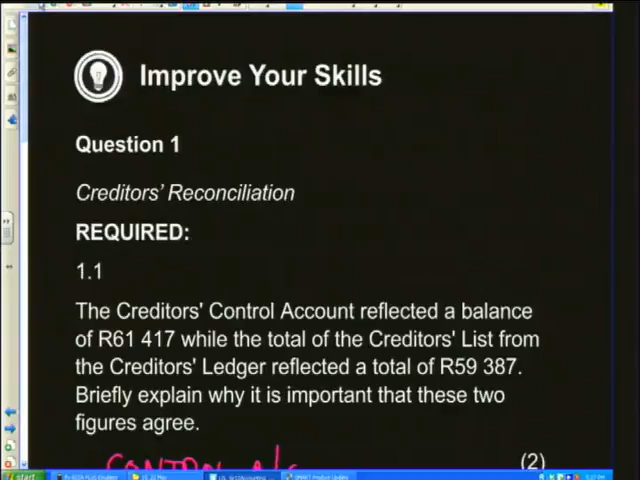 Improve Your Skills
Question 1
Creditors' Reconciliation
REQUIRED:
1.1
The Creditors' Control Account reflected a balance
of R61 417 while the total of the Creditors' List from
the Creditors' Ledger reflected a total of R59 387.
Briefly explain why it is important that these two
figures agree.
(2)
CONTROL A/c
start